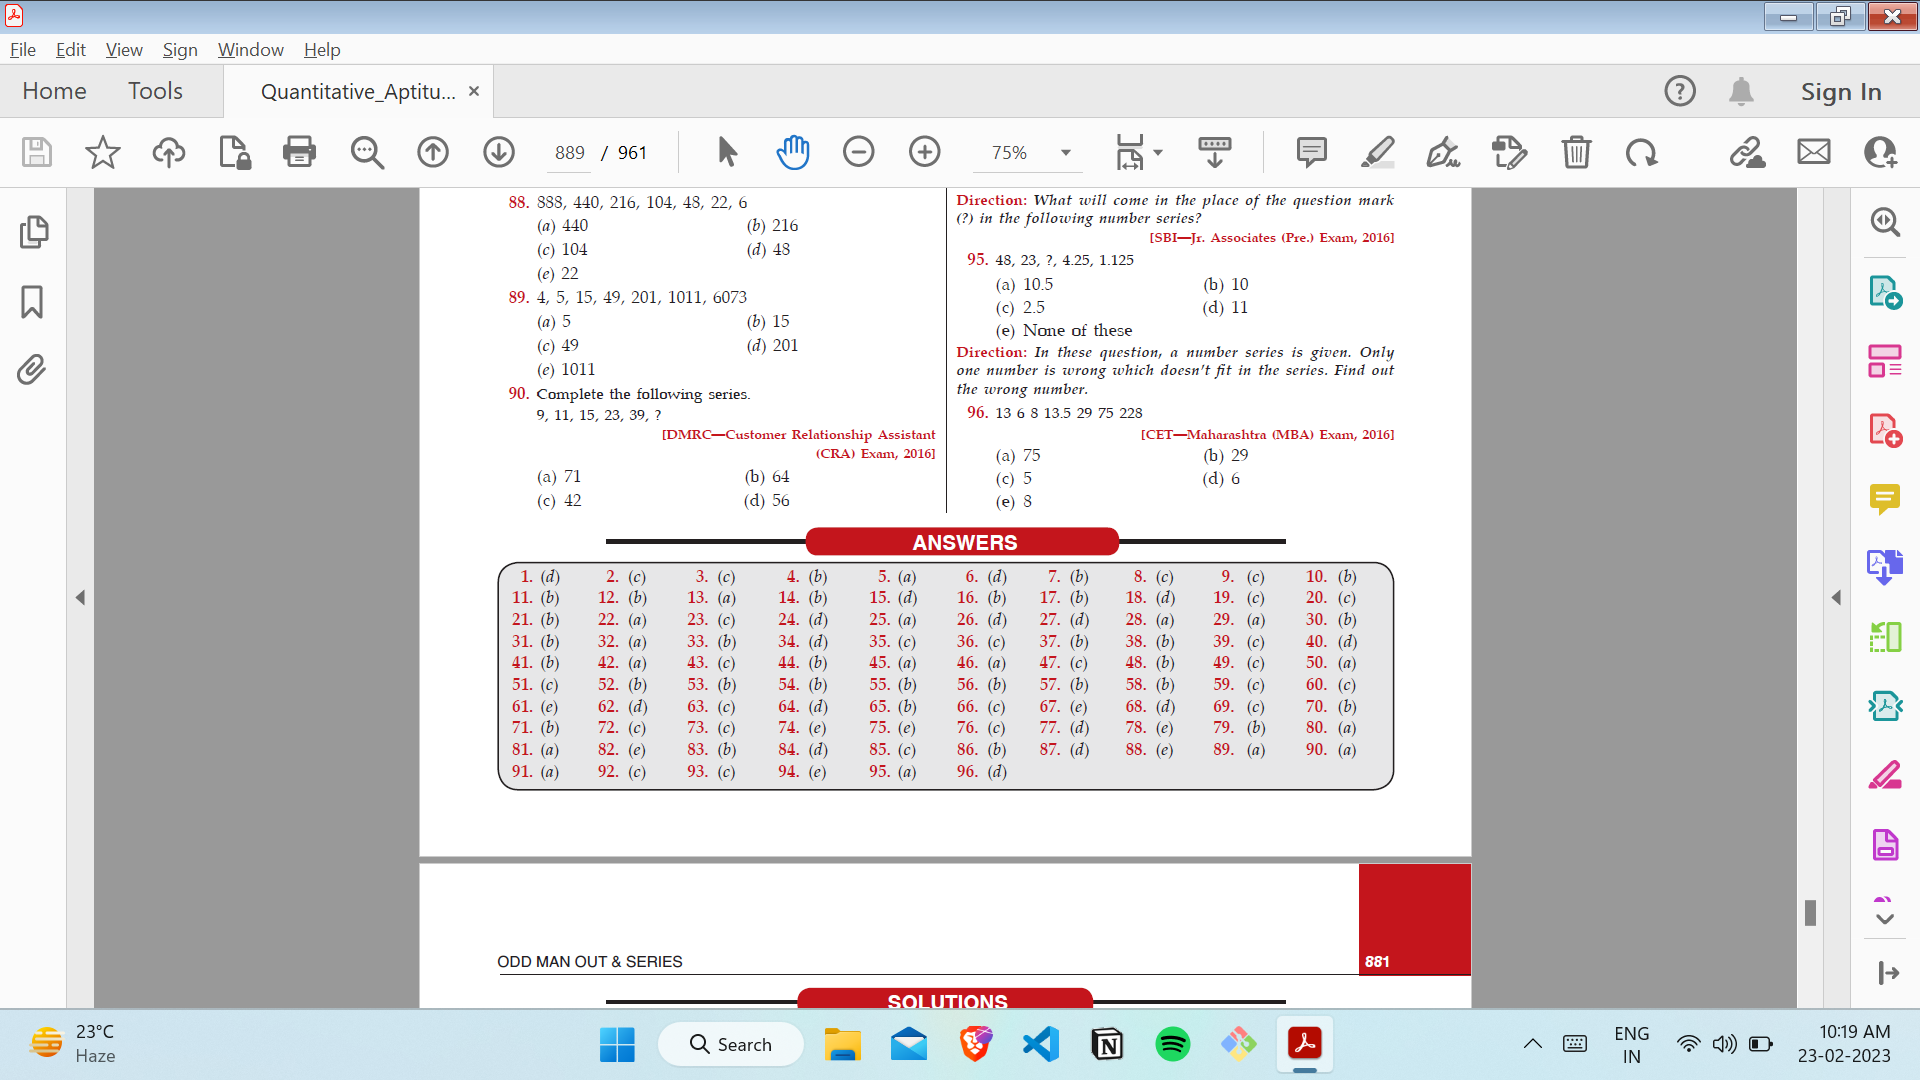 File Edit View Sign Window Help
Home Tools Quantitative_Aptitu... × Sign In
889 / 961 75%
88. 888, 440, 216, 104, 48, 22, 6
(a) 440 (b) 216
(c) 104 (d) 48
(e) 22
89. 4, 5, 15, 49, 201, 1011, 6073
(a) 5 (b) 15
(c) 49 (d) 201
(e) 1011
90. Complete the following series.
9, 11, 15, 23, 39, ?
[DMRC—Customer Relationship Assistant
(CRA) Exam, 2016]
(a) 71 (b) 64
(c) 42 (d) 56
Direction: What will come in the place of the question mark
(?) in the following number series?
[SBI—Jr. Associates (Pre.) Exam, 2016]
95. 48, 23, ?, 4.25, 1.125
(a) 10.5 (b) 10
(c) 2.5 (d) 11
(e) None of these
Direction: In these question, a number series is given. Only
one number is wrong which doesn't fit in the series. Find out
the wrong number.
96. 13 6 8 13.5 29 75 228
[CET—Maharashtra (MBA) Exam, 2016]
(a) 75 (b) 29
(c) 5 (d) 6
(e) 8
ANSWERS
1. (d) 2. (c) 3. (c) 4. (b) 5. (a) 6. (d) 7. (b) 8. (c) 9. (c) 10. (b)
11. (b) 12. (b) 13. (a) 14. (b) 15. (d) 16. (b) 17. (b) 18. (d) 19. (c) 20. (c)
21. (b) 22. (a) 23. (c) 24. (d) 25. (a) 26. (d) 27. (d) 28. (a) 29. (a) 30. (b)
31. (b) 32. (a) 33. (b) 34. (d) 35. (c) 36. (c) 37. (b) 38. (b) 39. (c) 40. (d)
41. (b) 42. (a) 43. (c) 44. (b) 45. (a) 46. (a) 47. (c) 48. (b) 49. (c) 50. (a)
51. (c) 52. (b) 53. (b) 54. (b) 55. (b) 56. (b) 57. (b) 58. (b) 59. (c) 60. (c)
61. (e) 62. (d) 63. (c) 64. (d) 65. (b) 66. (c) 67. (e) 68. (d) 69. (c) 70. (b)
71. (b) 72. (c) 73. (c) 74. (e) 75. (e) 76. (c) 77. (d) 78. (e) 79. (b) 80. (a)
81. (a) 82. (e) 83. (b) 84. (d) 85. (c) 86. (b) 87. (d) 88. (e) 89. (a) 90. (a)
91. (a) 92. (c) 93. (c) 94. (e) 95. (a) 96. (d)
ODD MAN OUT & SERIES 881
SOLUTIONS
23°C
Haze
Search
ENG
IN
10:19 AM
23-02-2023